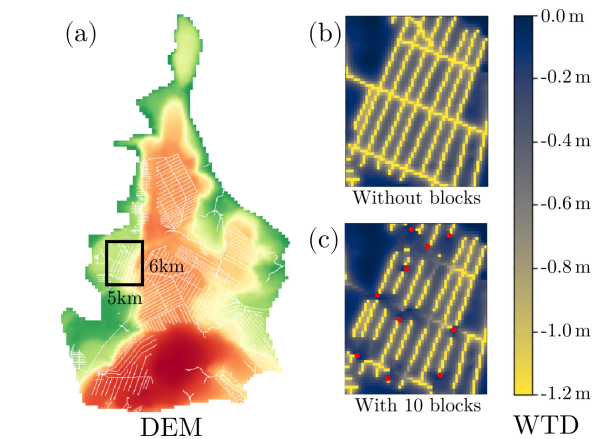 (a)
6km
5km
DEM
(b)
Without blocks
(c)
With 10 blocks
0.0 m
-0.2 m
-0.4 m
-0.6 m
-0.8 m
-1.0 m
-1.2 m
WTD